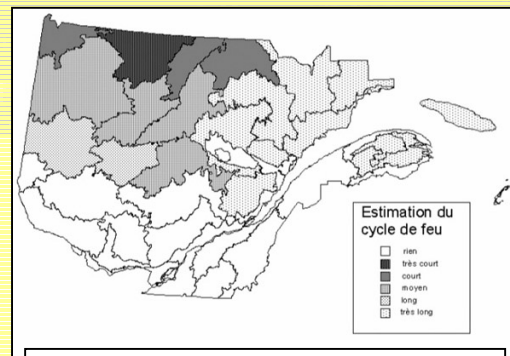 Estimation du
cycle de feu
rien
très court
court
moyen
long
très long